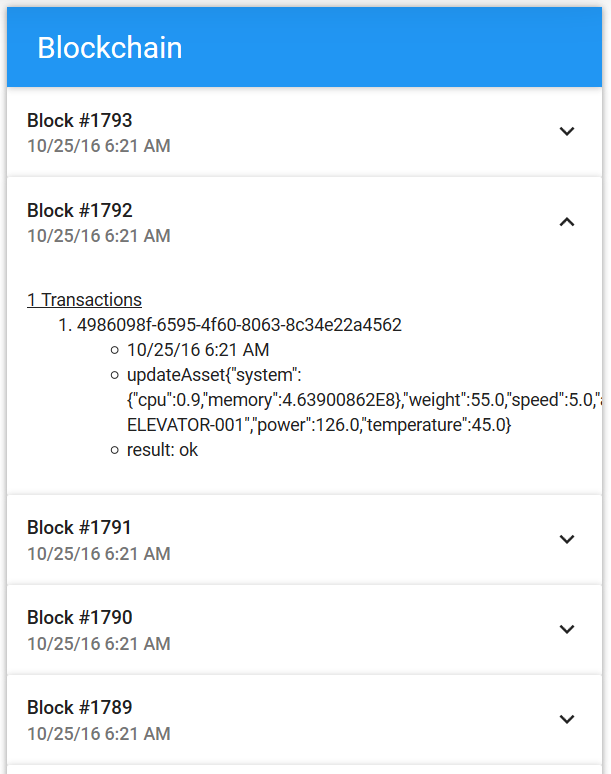 Blockchain
Block #1793
10/25/16 6:21 AM
Block #1792
10/25/16 6:21 AM
1 Transactions
1. 4986098f-6595-4f60-8063-8c34e22a4562
10/25/16 6:21 AM
updateAsset{"system":
{"cpu":0.9,"memory":4.63900862E8},"weight":55.0,"speed":5.0,"
ELEVATOR-001","power":126.0,"temperature":45.0}
result: ok
Block #1791
10/25/16 6:21 AM
Block #1790
10/25/16 6:21 AM
Block #1789
10/25/16 6:21 AM